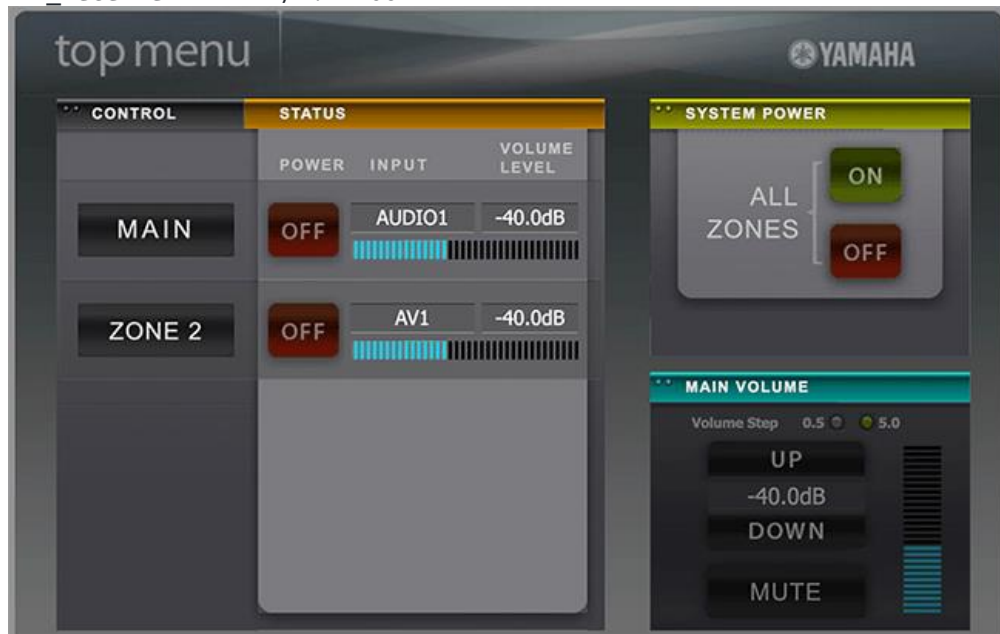 top menu
YAMAHA
CONTROL
STATUS
POWER INPUT VOLUME LEVEL
MAIN
OFF
AUDIO1
-40.0dB
ZONE 2
OFF
AV1
-40.0dB
SYSTEM POWER
ALL
ZONES
ON
OFF
MAIN VOLUME
Volume Step 0.5 5.0
UP
-40.0dB
DOWN
MUTE